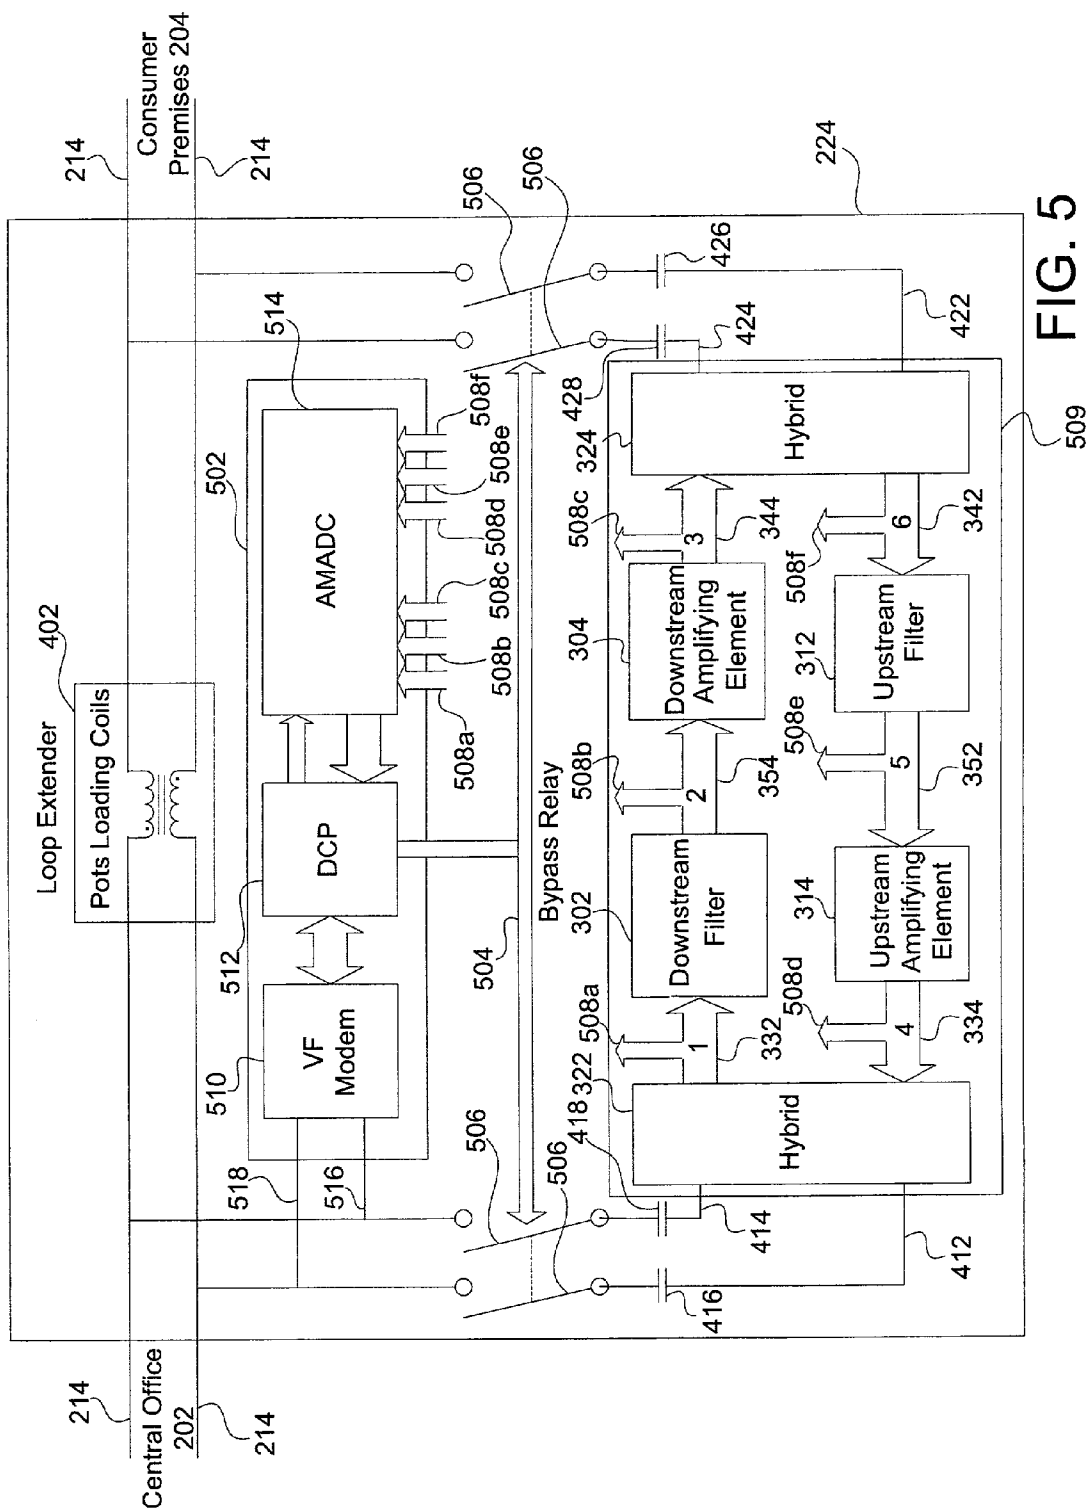 Central Office
202
214
214
Loop Extender
402
Pots Loading Coils
214
Consumer
Premises 204
214
502
514
512
510
VF
Modem
DCP
AMADC
518
516
508a
508b
508c
508d
508e
508f
506
506
504
Bypass Relay
506
506
416
418
414
412
322
Hybrid
508a
1
332
302
Downstream
Filter
508b
2
354
304
Downstream
Amplifying
Element
508c
3
344
324
Hybrid
428
424
426
422
508d
4
334
314
Upstream
Amplifying
Element
508e
5
352
312
Upstream
Filter
508f
6
342
509
224
FIG. 5